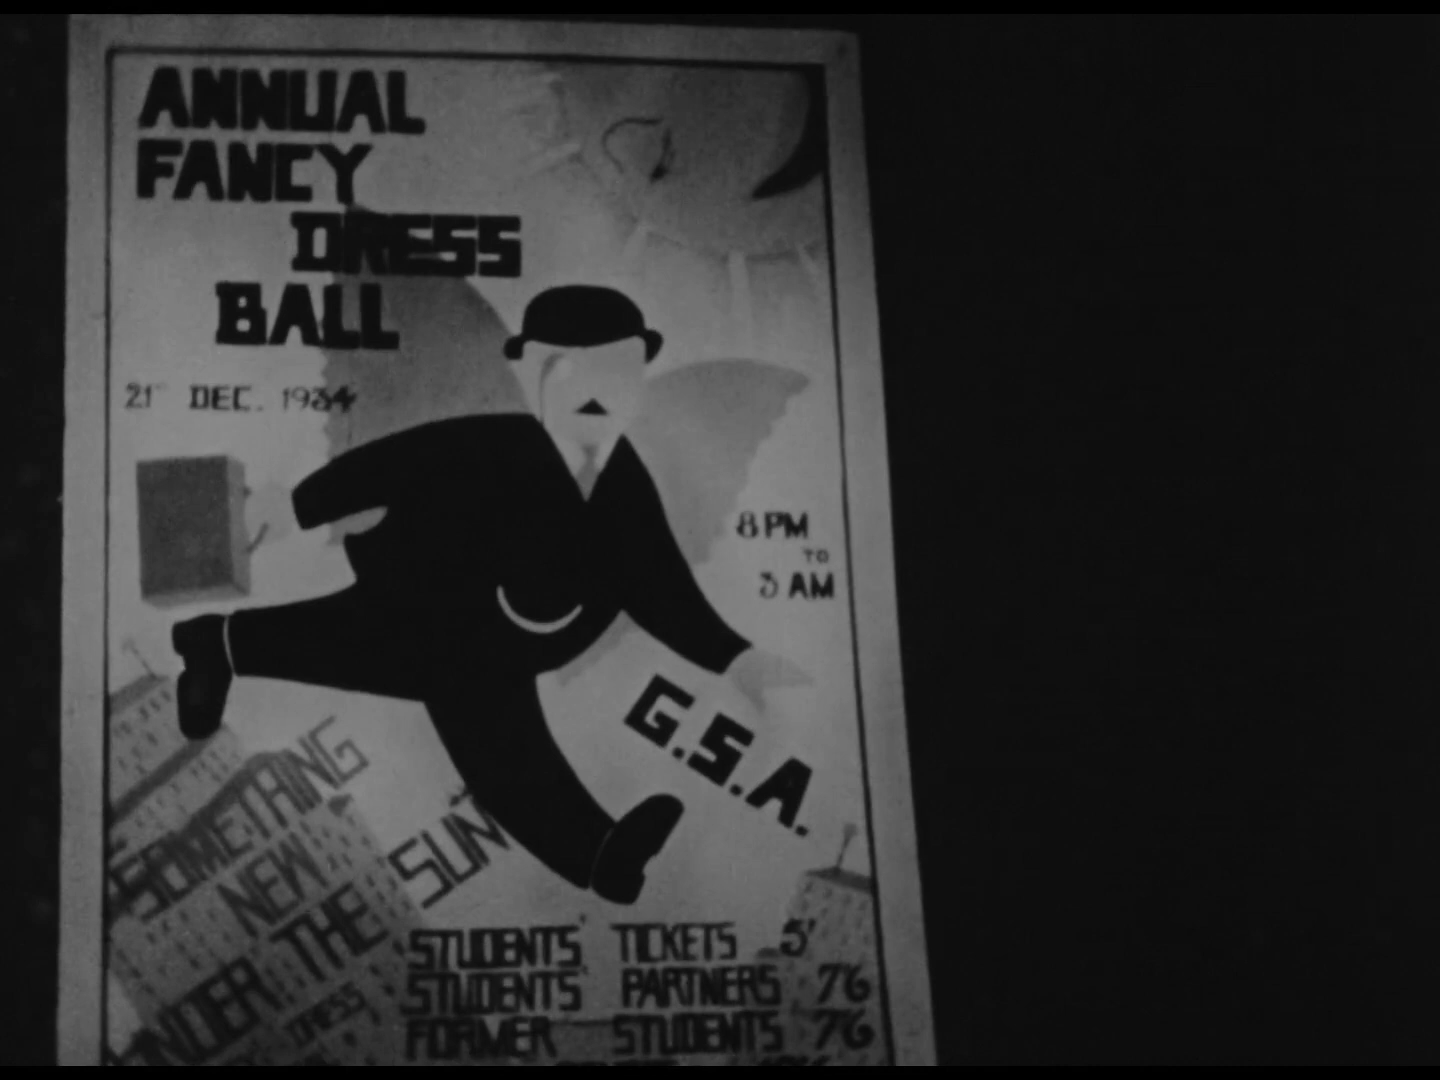 ANNUAL
FANCY
DRESS
BALL
21ST DEC. 1934
8 PM
TO
3 AM
G.S.A.
SOMETHING
NEW
UNDER THE SUN
DRESS
STUDENTS' TICKETS 5'
STUDENTS' PARTNERS 7'6
FORMER STUDENTS 7'6